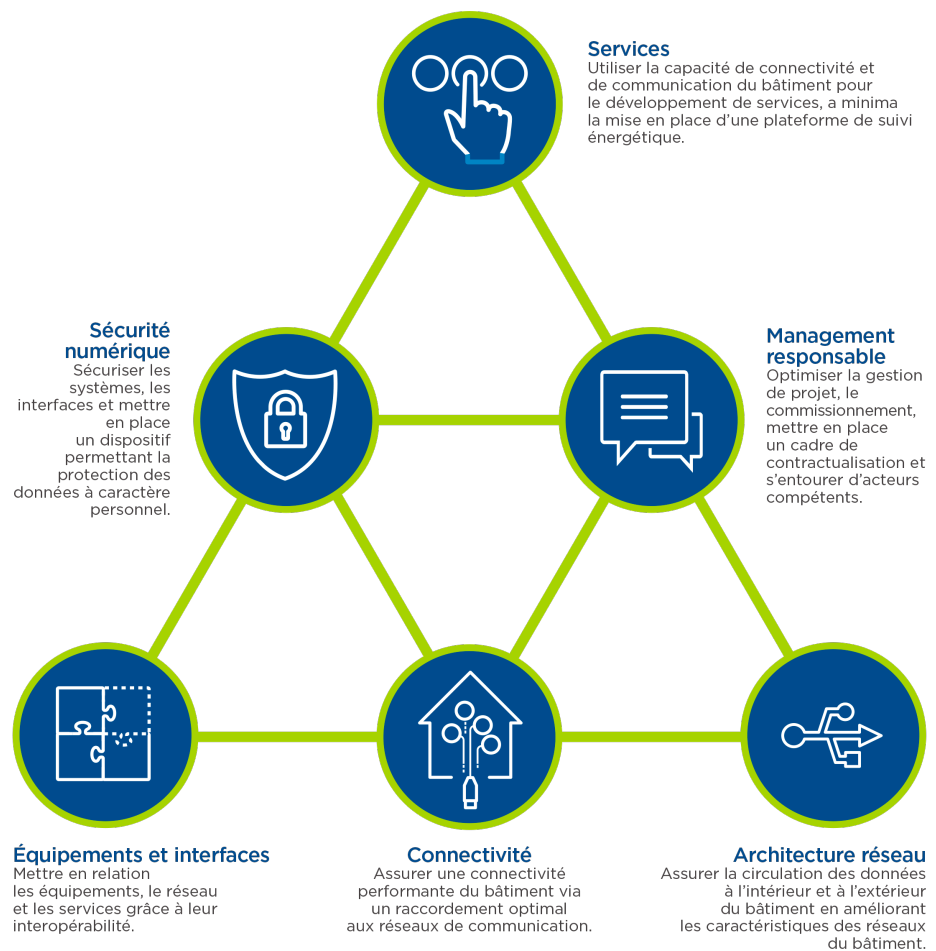 Services
Utiliser la capacité de connectivité et
de communication du bâtiment pour
le développement de services, a minima
la mise en place d'une plateforme de suivi
énergétique.
Sécurité
numérique
Sécuriser les
systèmes, les
interfaces et mettre
en place
un dispositif
permettant la
protection des
données à caractère
personnel.
Management
responsable
Optimiser la gestion
de projet, le
commissionnement,
mettre en place
un cadre de
contractualisation et
s'entourer d'acteurs
compétents.
Équipements et interfaces
Mettre en relation
les équipements, le réseau
et les services grâce à leur
interopérabilité.
Connectivité
Assurer une connectivité
performante du bâtiment via
un raccordement optimal
aux réseaux de communication.
Architecture réseau
Assurer la circulation des données
à l'intérieur et à l'extérieur
du bâtiment en améliorant
les caractéristiques des réseaux
du bâtiment.